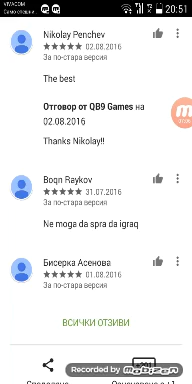 VIVACOM
Само спешни
20:51
Nikolay Penchev
★★★★★ 02.08.2016
За по-стара версия
The best
Отговор от QB9 Games на
02.08.2016
Thanks Nikolay!!
Boqn Raykov
★★★★★ 31.07.2016
За по-стара версия
Ne moga da spra da igraq
Бисерка Асенова
★★★★★ 01.08.2016
За по-стара версия
ВСИЧКИ ОТЗИВИ
Recorded by Mobizen